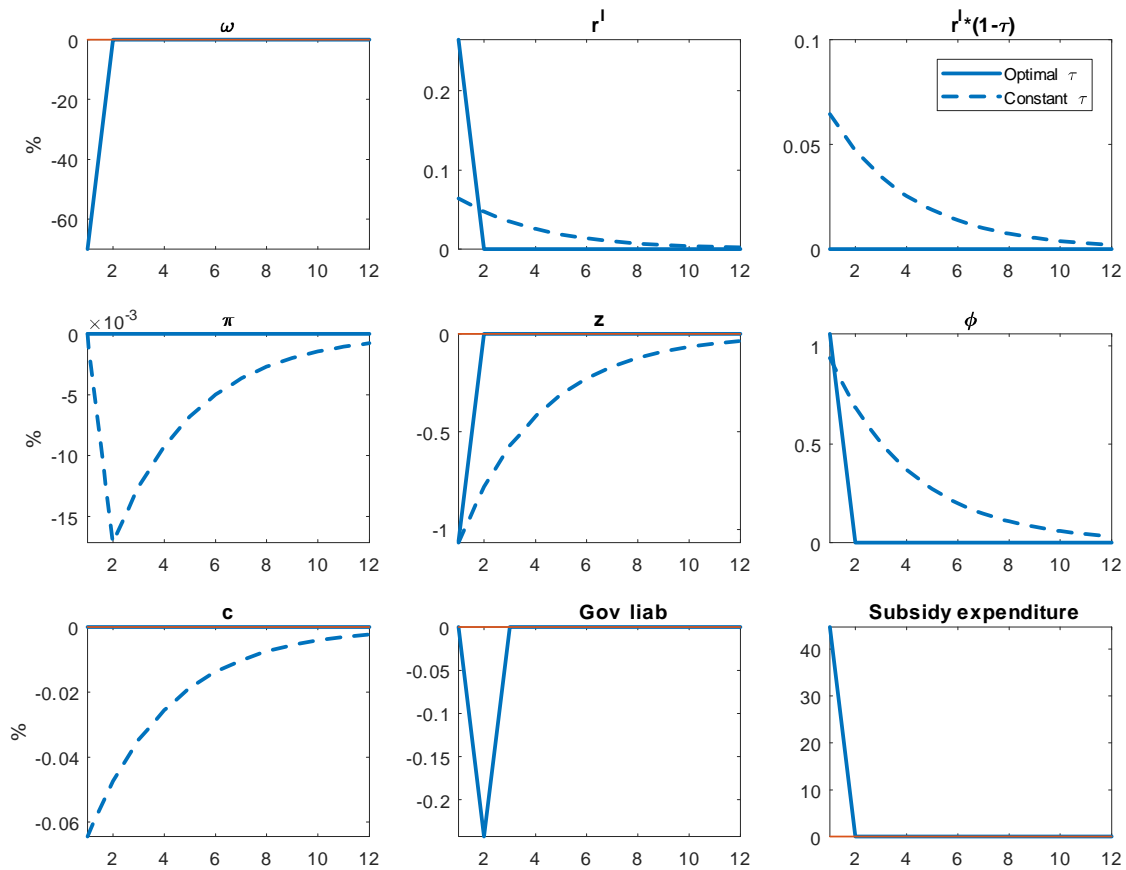 ω
r^l
r^l*(1-τ)
0
-20
-40
-60
%
2 4 6 8 10 12
0.2
0.1
0
2 4 6 8 10 12
0.1
0.05
0
Optimal τ
Constant τ
2 4 6 8 10 12
π
z
ϕ
×10^-3
0
-5
-10
-15
%
2 4 6 8 10 12
0
-0.5
-1
2 4 6 8 10 12
1
0.5
0
2 4 6 8 10 12
c
Gov liab
Subsidy expenditure
0
-0.02
-0.04
-0.06
%
2 4 6 8 10 12
0
-0.05
-0.1
-0.15
-0.2
2 4 6 8 10 12
40
30
20
10
0
2 4 6 8 10 12